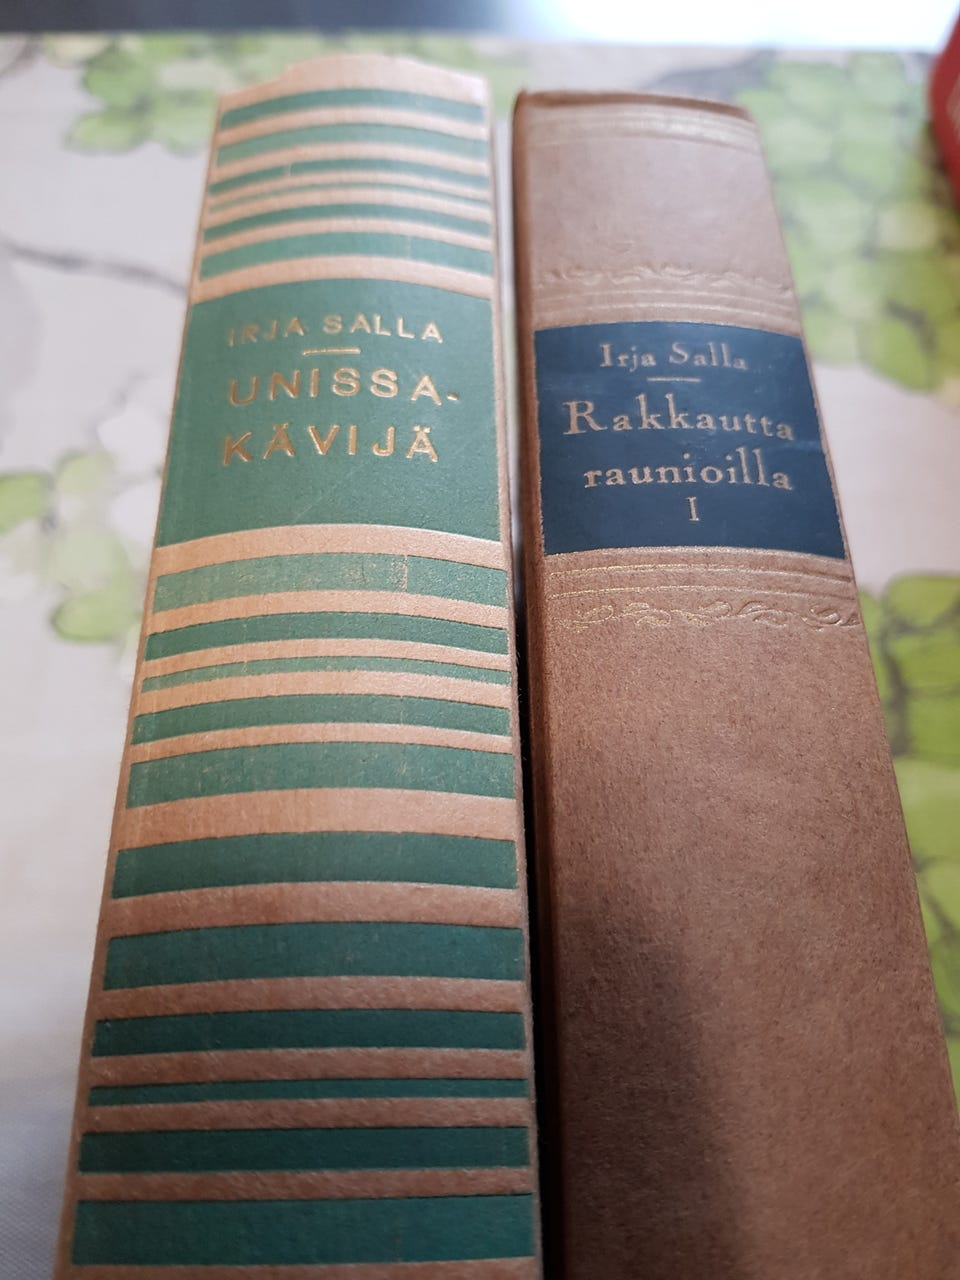 IRJA SALLA
UNISSA-
KÄVIJÄ
Irja Salla
Rakkautta
raunioilla
I